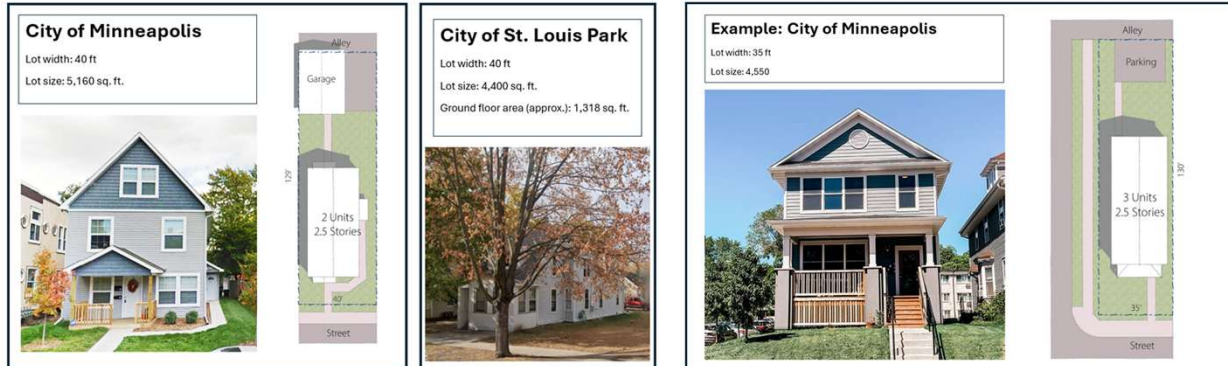 City of Minneapolis
Lot width: 40 ft
Lot size: 5,160 sq. ft.
Alley
Garage
129'
2 Units
2.5 Stories
40'
Street
City of St. Louis Park
Lot width: 40 ft
Lot size: 4,400 sq. ft.
Ground floor area (approx.): 1,318 sq. ft.
Example: City of Minneapolis
Lot width: 35 ft
Lot size: 4,550
Alley
Parking
130'
3 Units
2.5 Stories
35'
Street